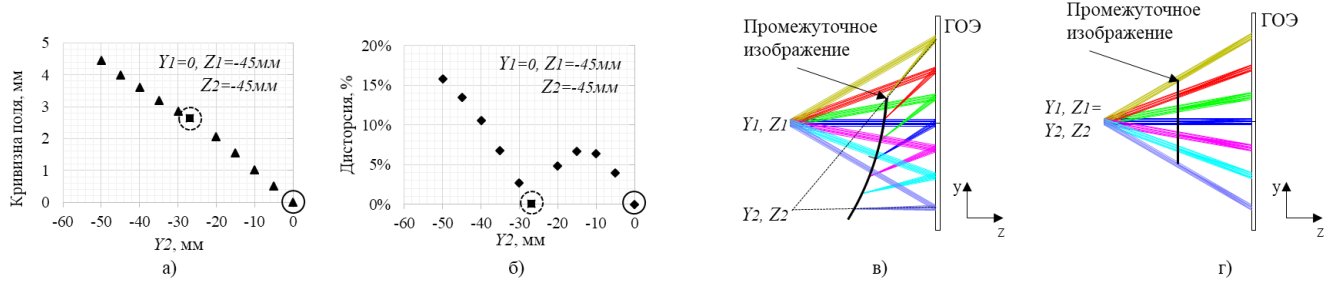 Кривизна поля, мм
5
4
3
2
1
0
Y1=0, Z1=-45мм
Z2=-45мм
-60
-50
-40
-30
-20
-10
0
Y2, мм
а)
Дисторсия, %
20%
15%
10%
5%
0%
Y1=0, Z1=-45мм
Z2=-45мм
-60
-50
-40
-30
-20
-10
0
Y2, мм
б)
Промежуточное
изображение
ГОЭ
Y1, Z1
Y2, Z2
y
z
в)
Промежуточное
изображение
ГОЭ
Y1, Z1=
Y2, Z2
y
z
г)